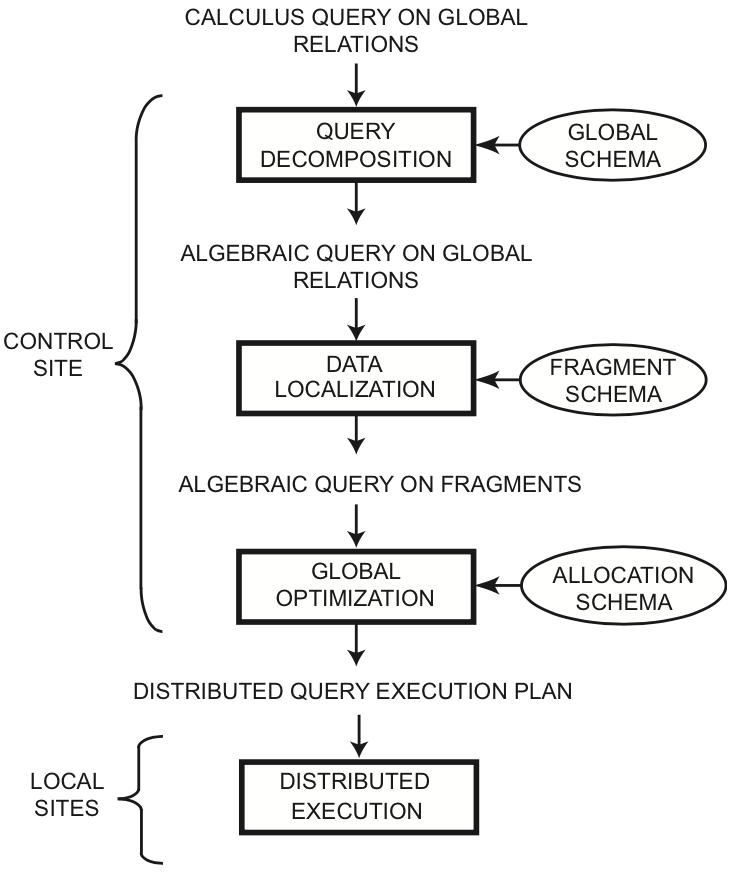 CALCULUS QUERY ON GLOBAL
RELATIONS
QUERY
DECOMPOSITION
GLOBAL
SCHEMA
ALGEBRAIC QUERY ON GLOBAL
RELATIONS
CONTROL
SITE
DATA
LOCALIZATION
FRAGMENT
SCHEMA
ALGEBRAIC QUERY ON FRAGMENTS
GLOBAL
OPTIMIZATION
ALLOCATION
SCHEMA
DISTRIBUTED QUERY EXECUTION PLAN
LOCAL
SITES
DISTRIBUTED
EXECUTION